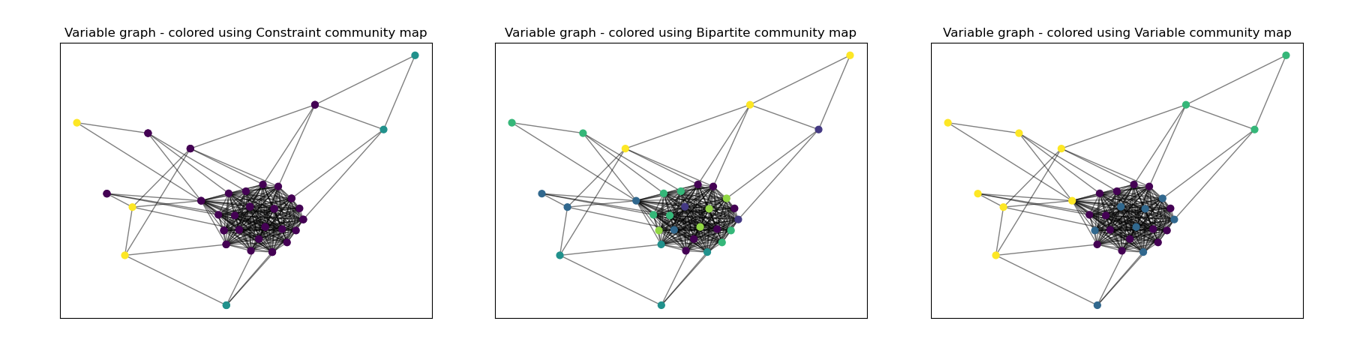 Variable graph - colored using Constraint community map
Variable graph - colored using Bipartite community map
Variable graph - colored using Variable community map